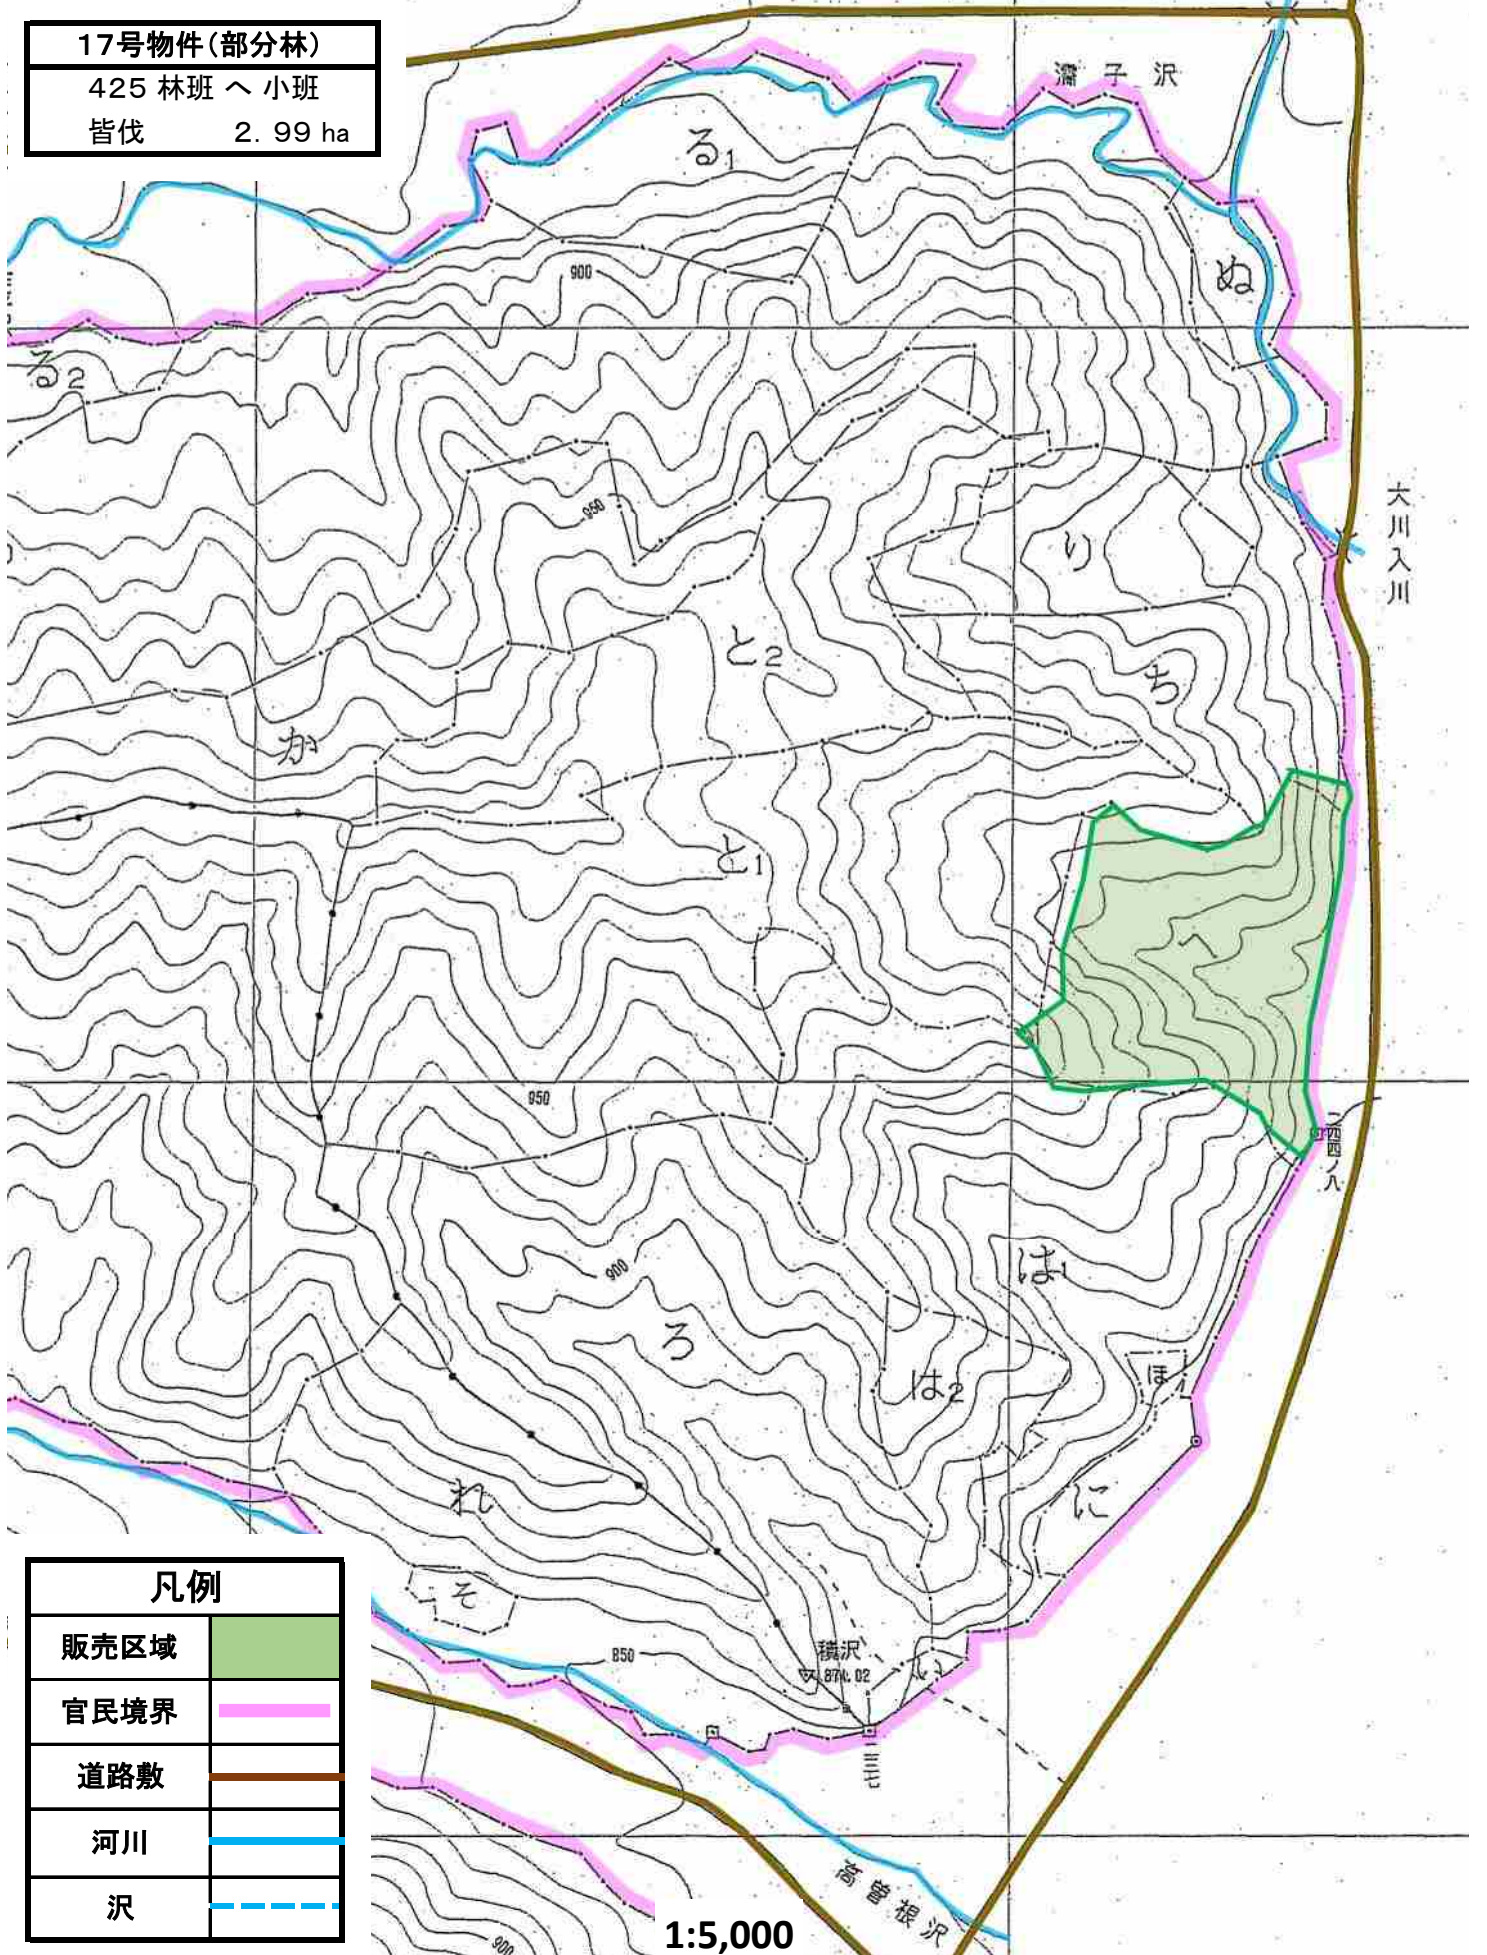 17号物件(部分林)
425 林班 へ 小班
皆伐 2.99 ha
沢
る1
900
ぬ
る2
950
大川入川
り
と2
ち
か
と1
へ
950
900
は1
ろ
は2
ほ
れ
に
そ
850
874.02
い
高曽根沢
900
凡例
販売区域
官民境界
道路敷
河川
沢
1:5,000